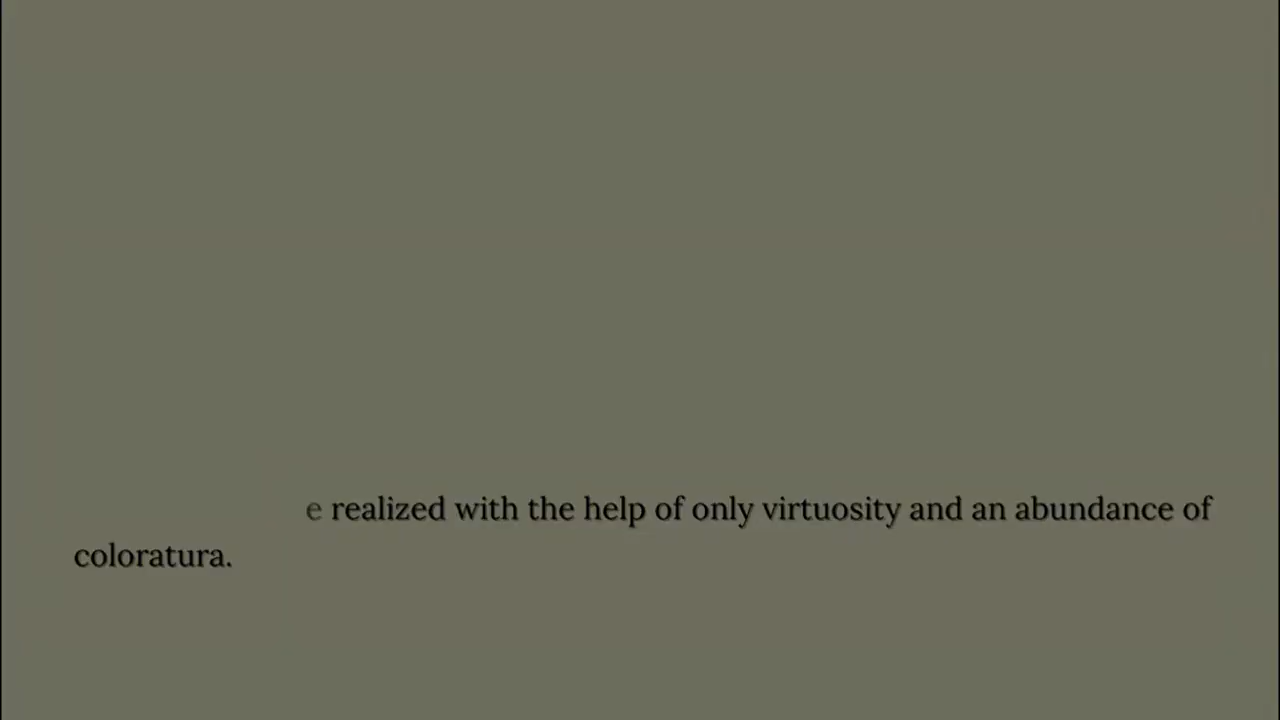 e realized with the help of only virtuosity and an abundance of
coloratura.